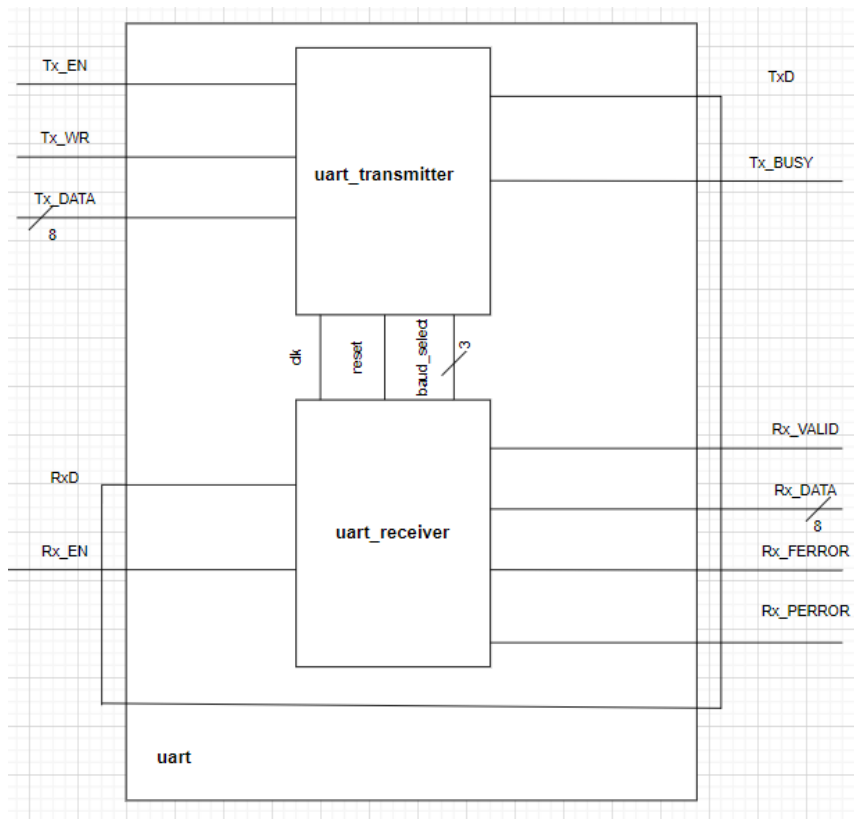 Tx_EN
TxD
Tx_WR
Tx_BUSY
uart_transmitter
Tx_DATA
8
clk
reset
baud_select
3
Rx_VALID
RxD
Rx_DATA
8
uart_receiver
Rx_EN
Rx_FERROR
Rx_PERROR
uart